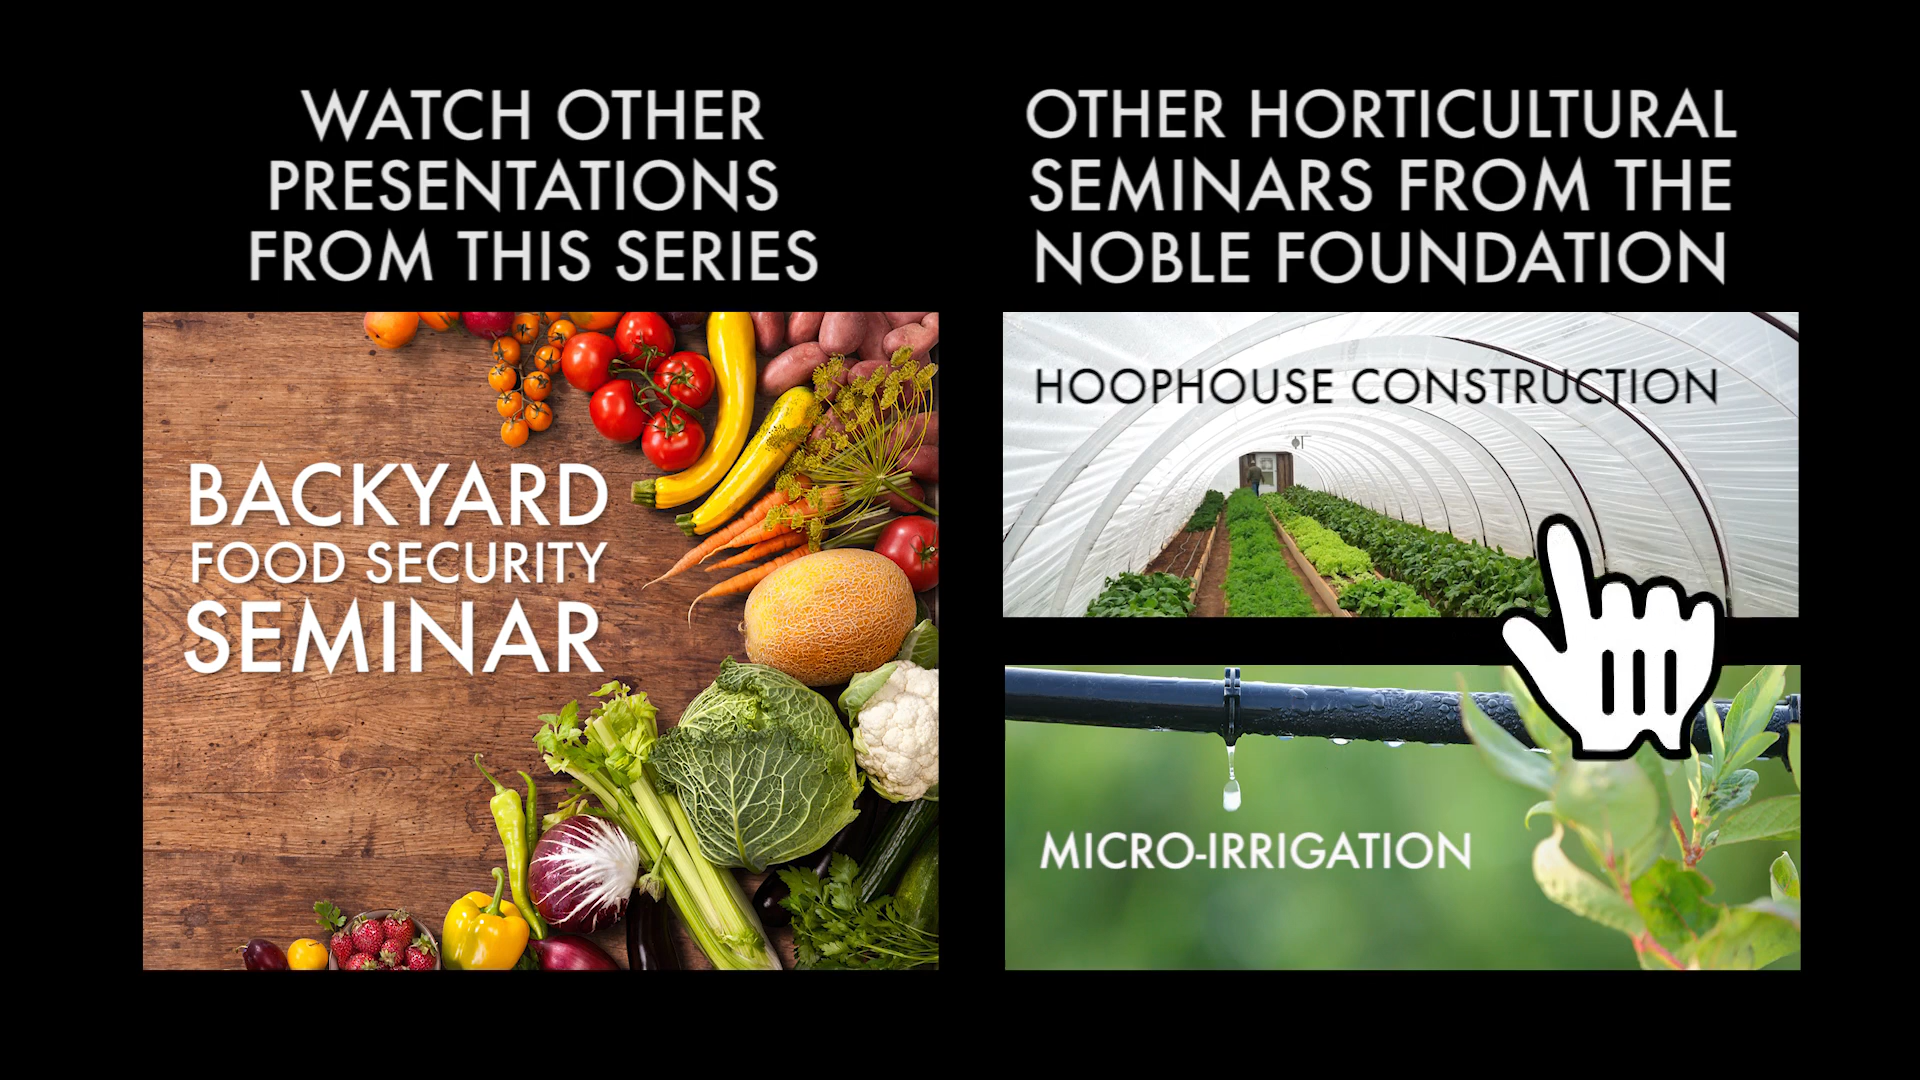 WATCH OTHER
PRESENTATIONS
FROM THIS SERIES
BACKYARD
FOOD SECURITY
SEMINAR
OTHER HORTICULTURAL
SEMINARS FROM THE
NOBLE FOUNDATION
HOOPHOUSE CONSTRUCTION
MICRO-IRRIGATION